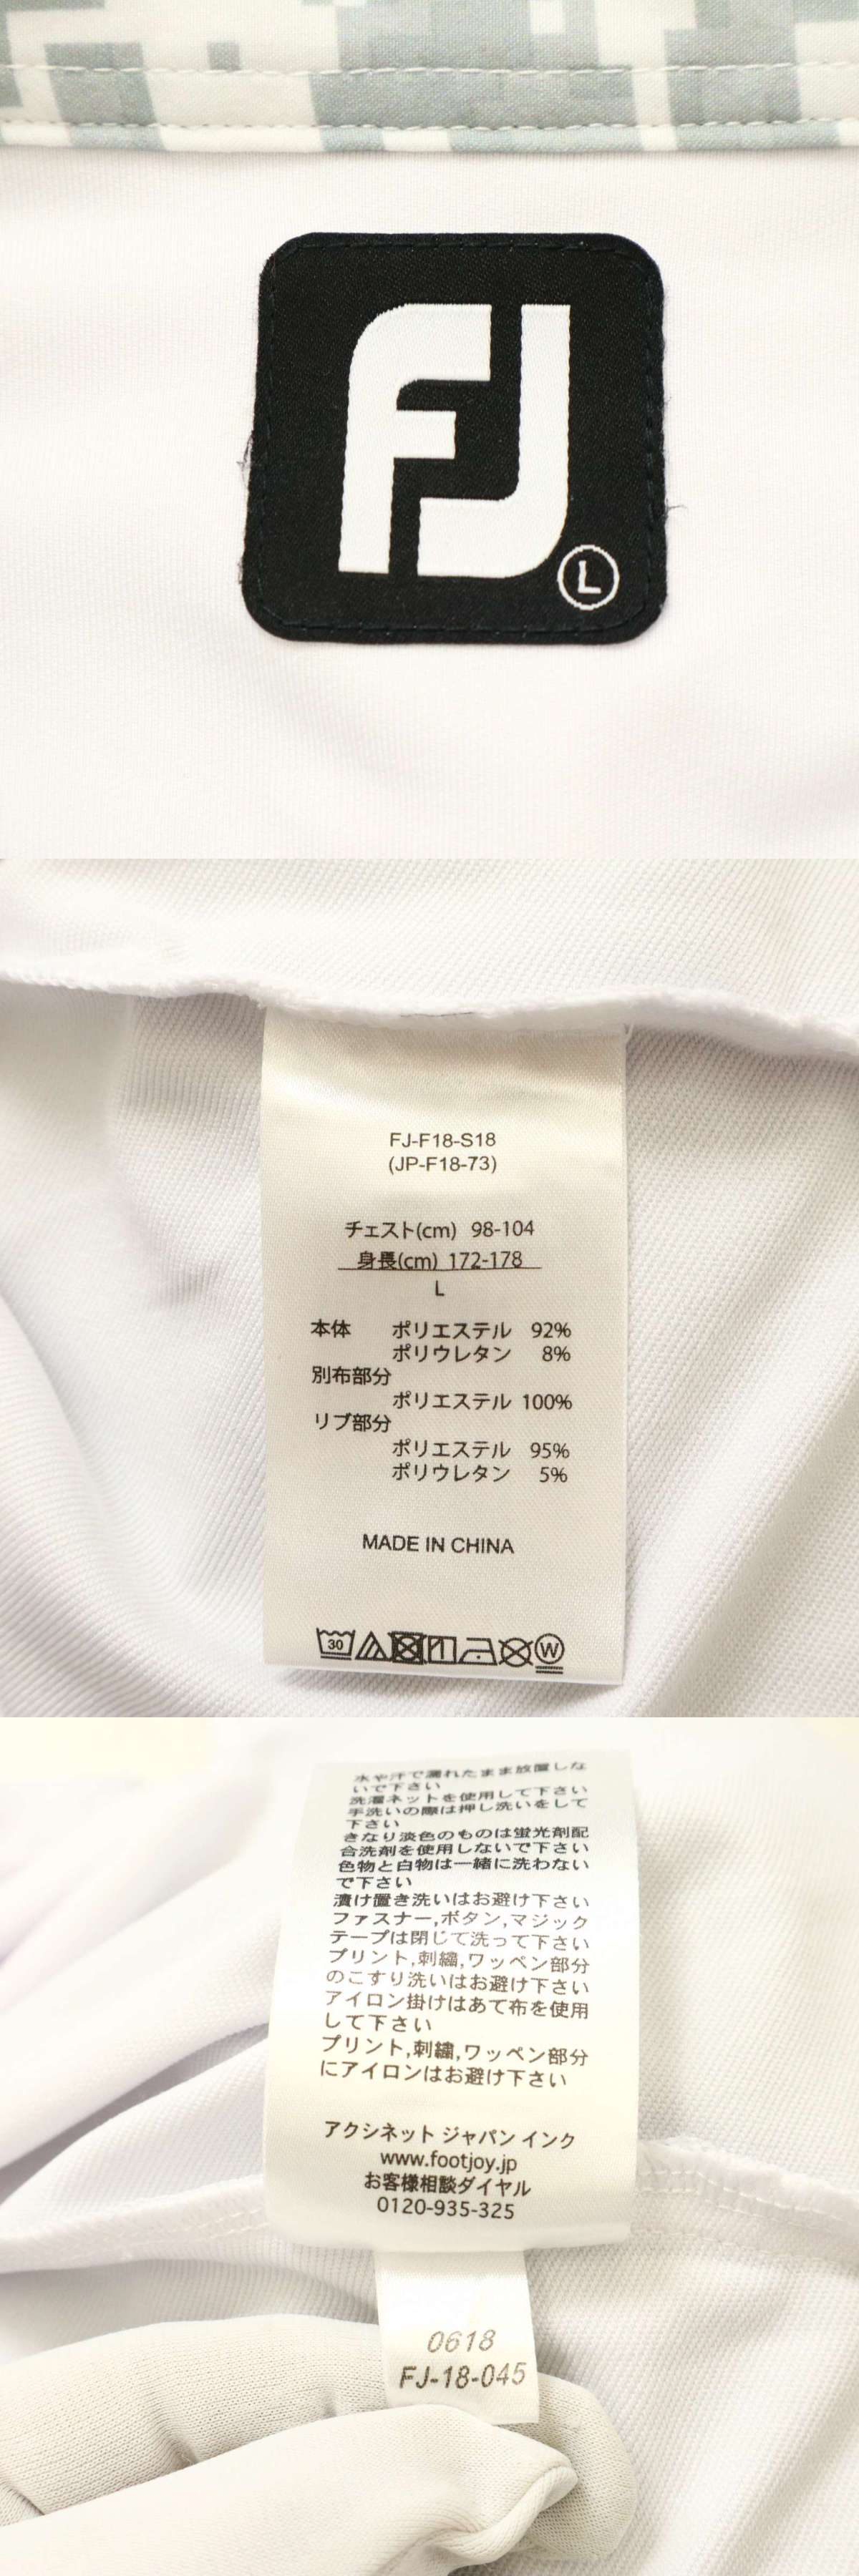 FJ
L
FJ-F18-S18
(JP-F18-73)
チェスト(cm) 98-104
身長(cm) 172-178
L
本体 ポリエステル 92%
ポリウレタン 8%
別布部分
ポリエステル 100%
リブ部分
ポリエステル 95%
ポリウレタン 5%
MADE IN CHINA
30
W
水や汗で濡れたまま放置しな
いで下さい
洗濯ネットを使用して下さい
手洗いの際は押し洗いをして
下さい
きなり淡色のものは蛍光剤配
合洗剤を使用しないで下さい
色物と白物は一緒に洗わない
で下さい
漬け置き洗いはお避け下さい
ファスナー,ボタン,マジック
テープは閉じて洗って下さい
プリント,刺繍,ワッペン部分
のこすり洗いはお避け下さい
アイロン掛けはあて布を使用
して下さい
プリント,刺繍,ワッペン部分
にアイロンはお避け下さい
アクシネット ジャパン インク
www.footjoy.jp
お客様相談ダイヤル
0120-935-325
0618
FJ-18-045